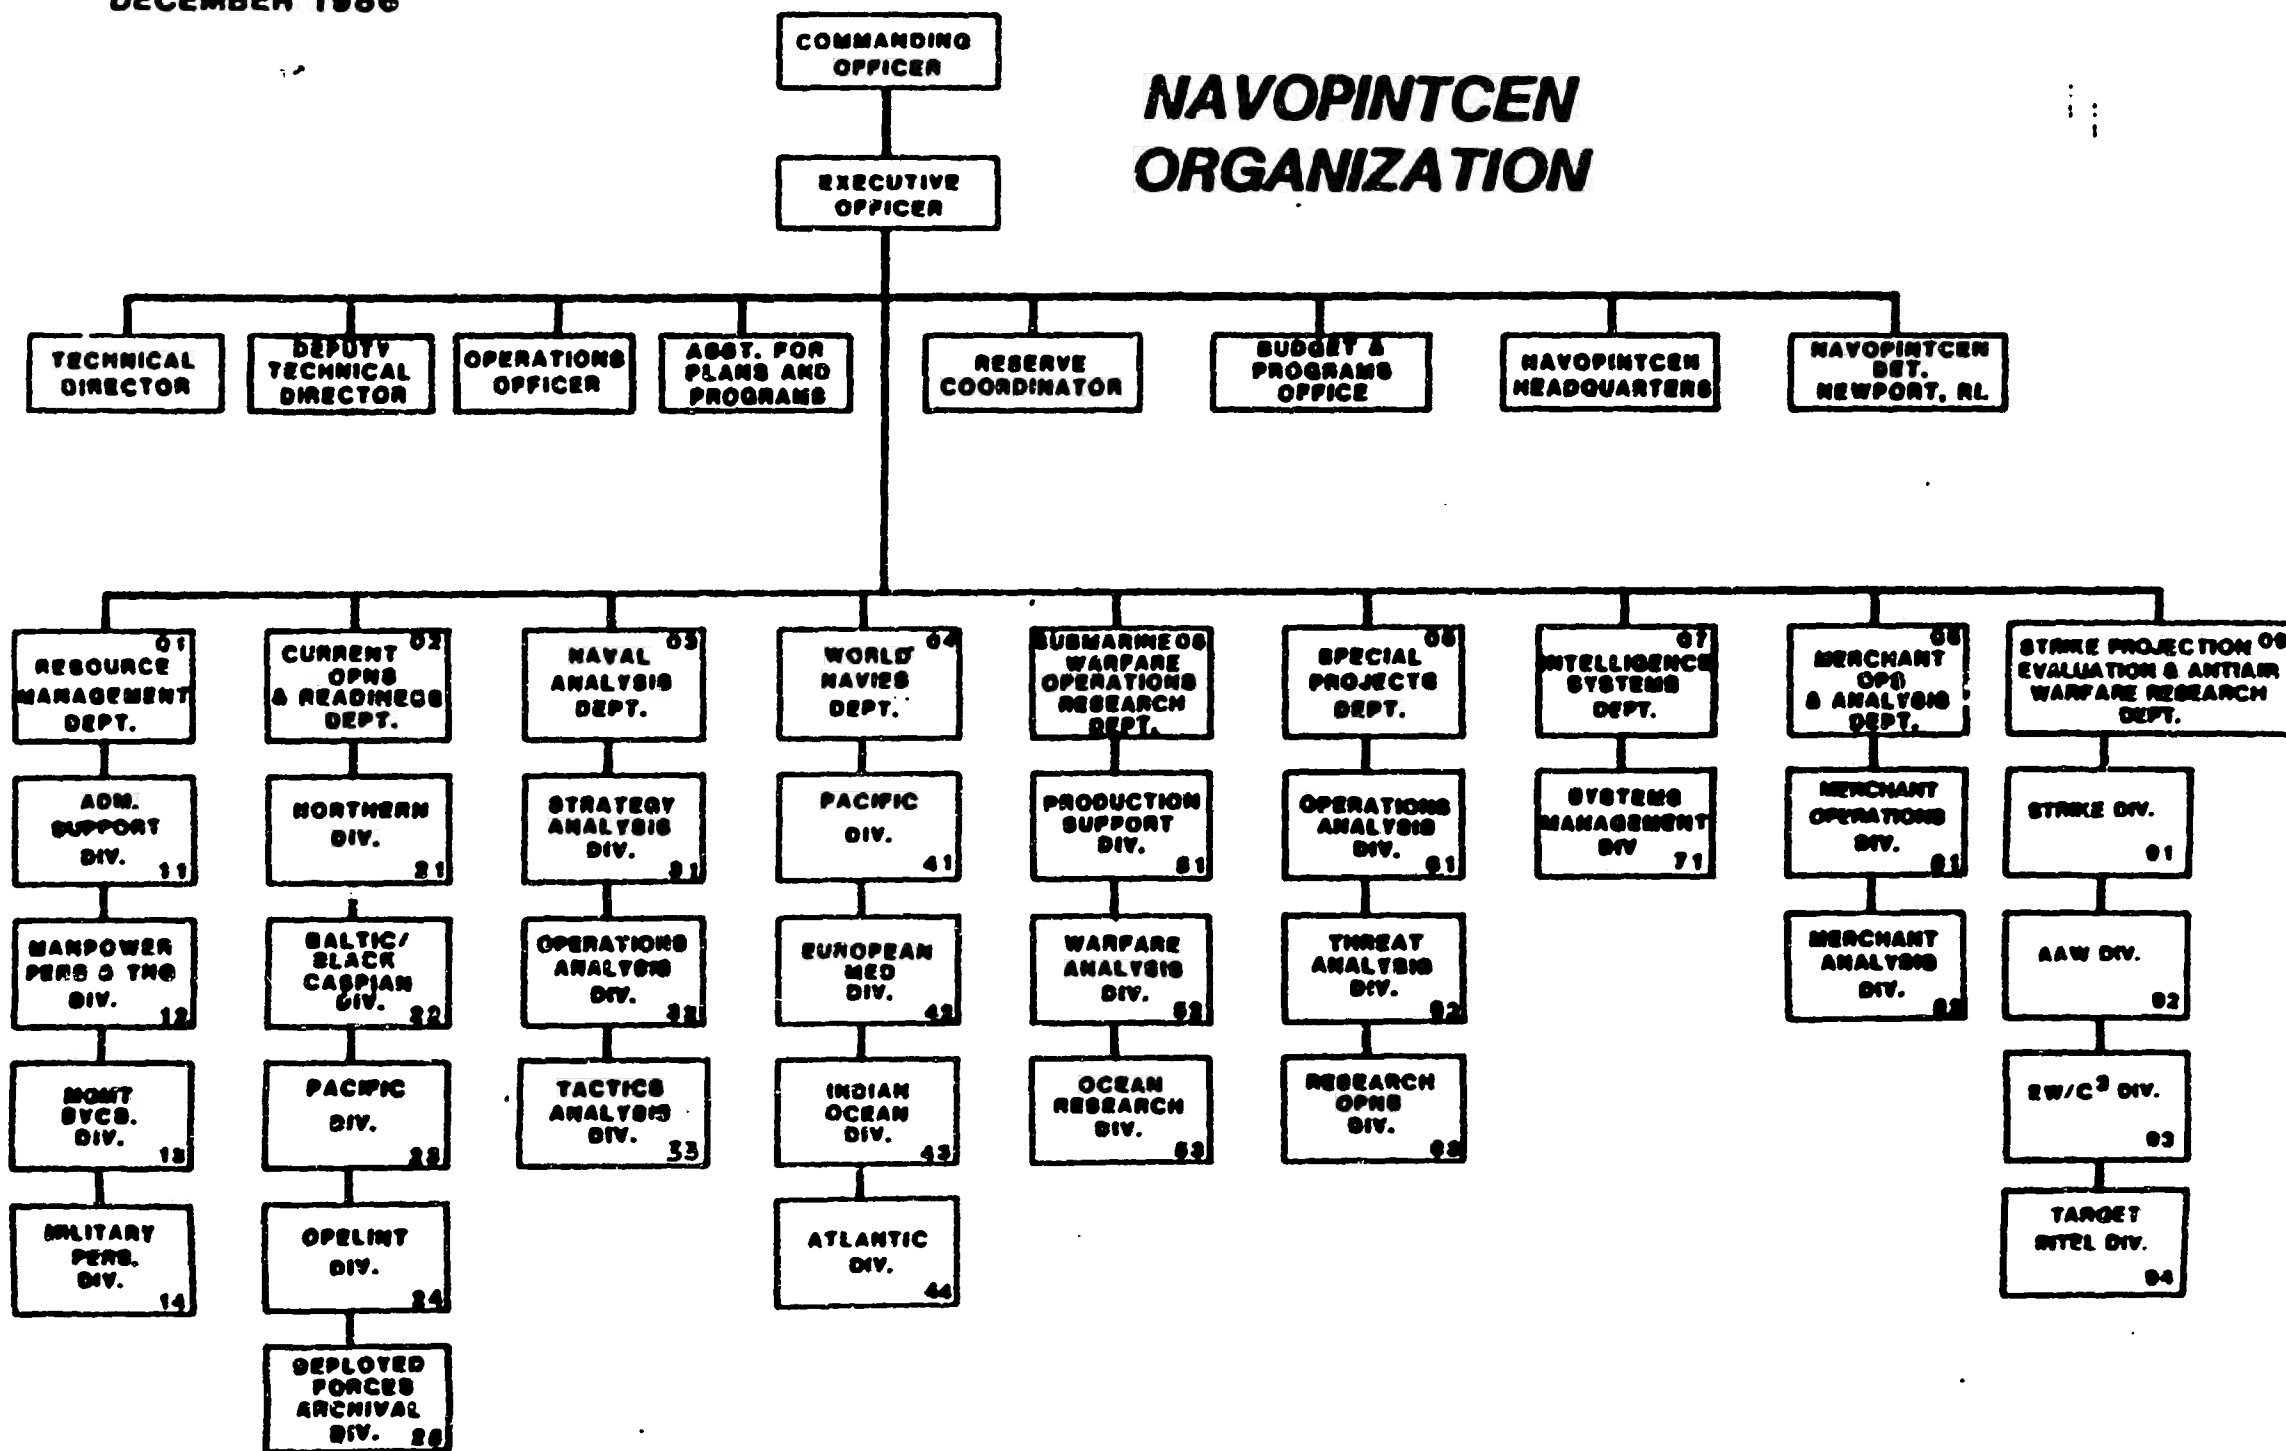 DECEMBER 1986
COMMANDING
OFFICER
NAVOPINTCEN
ORGANIZATION
EXECUTIVE
OFFICER
TECHNICAL
DIRECTOR
DEPUTY
TECHNICAL
DIRECTOR
OPERATIONS
OFFICER
ASST. FOR
PLANS AND
PROGRAMS
RESERVE
COORDINATOR
BUDGET &
PROGRAMS
OFFICE
NAVOPINTCEN
HEADQUARTERS
NAVOPINTCEN
DET.
NEWPORT, RI.
01
RESOURCE
MANAGEMENT
DEPT.
ADM.
SUPPORT
DIV.
11
MANPOWER
PERS & TNG
DIV.
12
MGMT
SVCS.
DIV.
13
MILITARY
PERS.
DIV.
14
CURRENT 02
OPNS
& READINESS
DEPT.
NORTHERN
DIV.
21
BALTIC/
BLACK
CASPIAN
DIV.
22
PACIFIC
DIV.
23
OPELINT
DIV.
24
DEPLOYED
FORCES
ARCHIVAL
DIV. 25
03
NAVAL
ANALYSIS
DEPT.
STRATEGY
ANALYSIS
DIV.
31
OPERATIONS
ANALYSIS
DIV.
32
TACTICS
ANALYSIS
DIV.
33
04
WORLD
NAVIES
DEPT.
PACIFIC
DIV.
41
EUROPEAN
MED
DIV.
42
INDIAN
OCEAN
DIV.
43
ATLANTIC
DIV.
44
SUBMARINE 05
WARFARE
OPERATIONS
RESEARCH
DEPT.
PRODUCTION
SUPPORT
DIV.
51
WARFARE
ANALYSIS
DIV.
52
OCEAN
RESEARCH
DIV.
53
06
SPECIAL
PROJECTS
DEPT.
OPERATIONS
ANALYSIS
DIV.
61
THREAT
ANALYSIS
DIV.
62
RESEARCH
OPNS
DIV.
63
07
INTELLIGENCE
SYSTEMS
DEPT.
SYSTEMS
MANAGEMENT
DIV
71
08
MERCHANT
OPS
& ANALYSIS
DEPT.
MERCHANT
OPERATIONS
DIV.
81
MERCHANT
ANALYSIS
DIV.
82
STRIKE PROJECTION 09
EVALUATION & ANTIAIR
WARFARE RESEARCH
DEPT.
STRIKE DIV.
91
AAW DIV.
92
EW/C³ DIV.
93
TARGET
INTEL DIV.
94